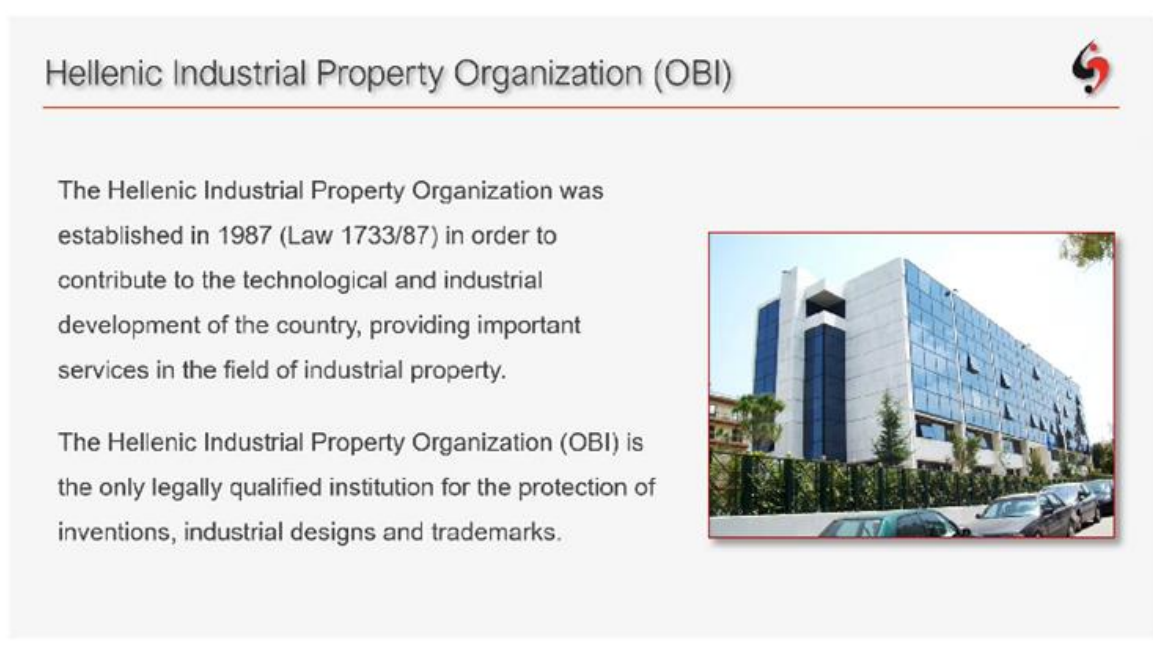 Hellenic Industrial Property Organization (OBI)
The Hellenic Industrial Property Organization was
established in 1987 (Law 1733/87) in order to
contribute to the technological and industrial
development of the country, providing important
services in the field of industrial property.
The Hellenic Industrial Property Organization (OBI) is
the only legally qualified institution for the protection of
inventions, industrial designs and trademarks.